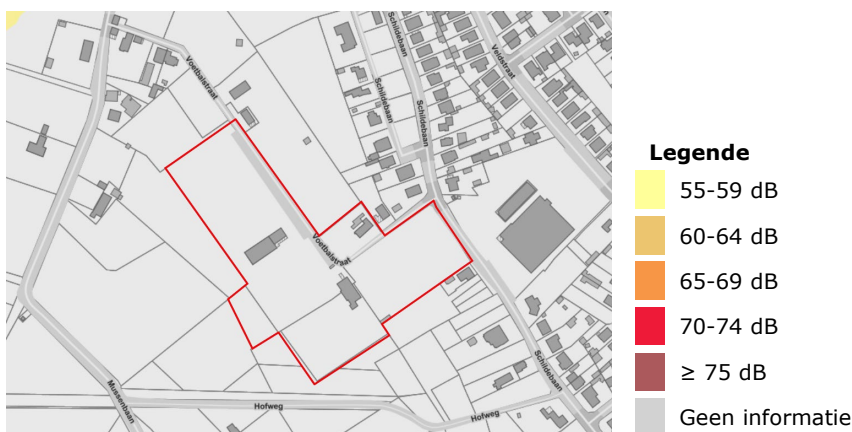 Voetbalstraat
Schildebaan
Schildebaan
Veldstraat
Voetbalstraat
Mussenbaan
Hofweg
Hofweg
Schildebaan
Legende
55-59 dB
60-64 dB
65-69 dB
70-74 dB
≥ 75 dB
Geen informatie